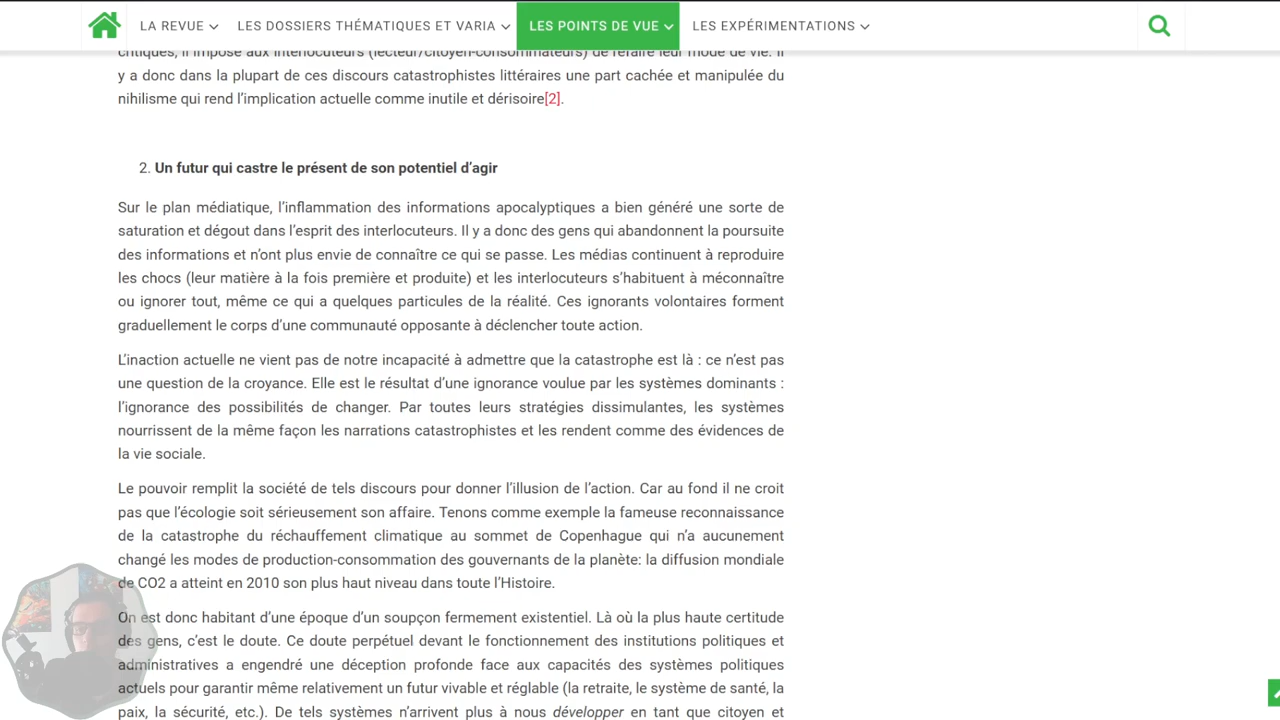 LA REVUE
LES DOSSIERS THÉMATIQUES ET VARIA
LES POINTS DE VUE
LES EXPÉRIMENTATIONS
critiques, il impose aux interlocuteurs (lecteur/citoyen-consommateurs) de refaire leur mode de vie. Il
y a donc dans la plupart de ces discours catastrophistes littéraires une part cachée et manipulée du
nihilisme qui rend l’implication actuelle comme inutile et dérisoire[2].
2. Un futur qui castre le présent de son potentiel d’agir
Sur le plan médiatique, l’inflammation des informations apocalyptiques a bien généré une sorte de
saturation et dégout dans l’esprit des interlocuteurs. Il y a donc des gens qui abandonnent la poursuite
des informations et n’ont plus envie de connaître ce qui se passe. Les médias continuent à reproduire
les chocs (leur matière à la fois première et produite) et les interlocuteurs s’habituent à méconnaître
ou ignorer tout, même ce qui a quelques particules de la réalité. Ces ignorants volontaires forment
graduellement le corps d’une communauté opposante à déclencher toute action.
L’inaction actuelle ne vient pas de notre incapacité à admettre que la catastrophe est là : ce n’est pas
une question de la croyance. Elle est le résultat d’une ignorance voulue par les systèmes dominants :
l’ignorance des possibilités de changer. Par toutes leurs stratégies dissimulantes, les systèmes
nourrissent de la même façon les narrations catastrophistes et les rendent comme des évidences de
la vie sociale.
Le pouvoir remplit la société de tels discours pour donner l’illusion de l’action. Car au fond il ne croit
pas que l’écologie soit sérieusement son affaire. Tenons comme exemple la fameuse reconnaissance
de la catastrophe du réchauffement climatique au sommet de Copenhague qui n’a aucunement
changé les modes de production-consommation des gouvernants de la planète: la diffusion mondiale
de CO2 a atteint en 2010 son plus haut niveau dans toute l’Histoire.
On est donc habitant d’une époque d’un soupçon fermement existentiel. Là où la plus haute certitude
des gens, c’est le doute. Ce doute perpétuel devant le fonctionnement des institutions politiques et
administratives a engendré une déception profonde face aux capacités des systèmes politiques
actuels pour garantir même relativement un futur vivable et réglable (la retraite, le système de santé, la
paix, la sécurité, etc.). De tels systèmes n’arrivent plus à nous développer en tant que citoyen et